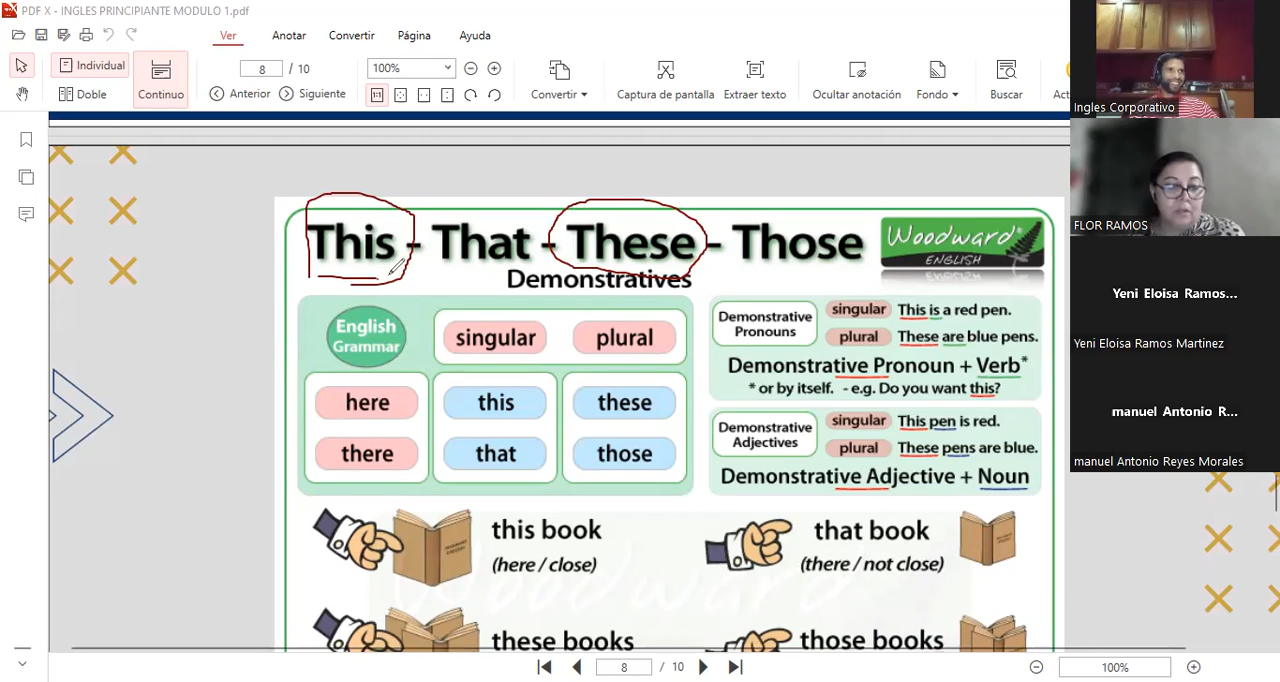 PDF X - INGLES PRINCIPIANTE MODULO 1.pdf
Ver Anotar Convertir Página Ayuda
Individual
Doble
Continuo
8 / 10
Anterior Siguiente
100%
Convertir
Captura de pantalla
Extraer texto
Ocultar anotación
Fondo
Buscar
Ingles Corporativo
FLOR RAMOS
Yeni Eloisa Ramos...
Yeni Eloisa Ramos Martinez
manuel Antonio R...
manuel Antonio Reyes Morales
This - That - These - Those
Demonstratives
Woodward®
ENGLISH
English
Grammar
singular plural
here this these
there that those
Demonstrative
Pronouns
singular This is a red pen.
plural These are blue pens.
Demonstrative Pronoun + Verb*
* or by itself. - e.g. Do you want this?
Demonstrative
Adjectives
singular This pen is red.
plural These pens are blue.
Demonstrative Adjective + Noun
this book
(here / close)
that book
(there / not close)
these books
those books
8 / 10
100%